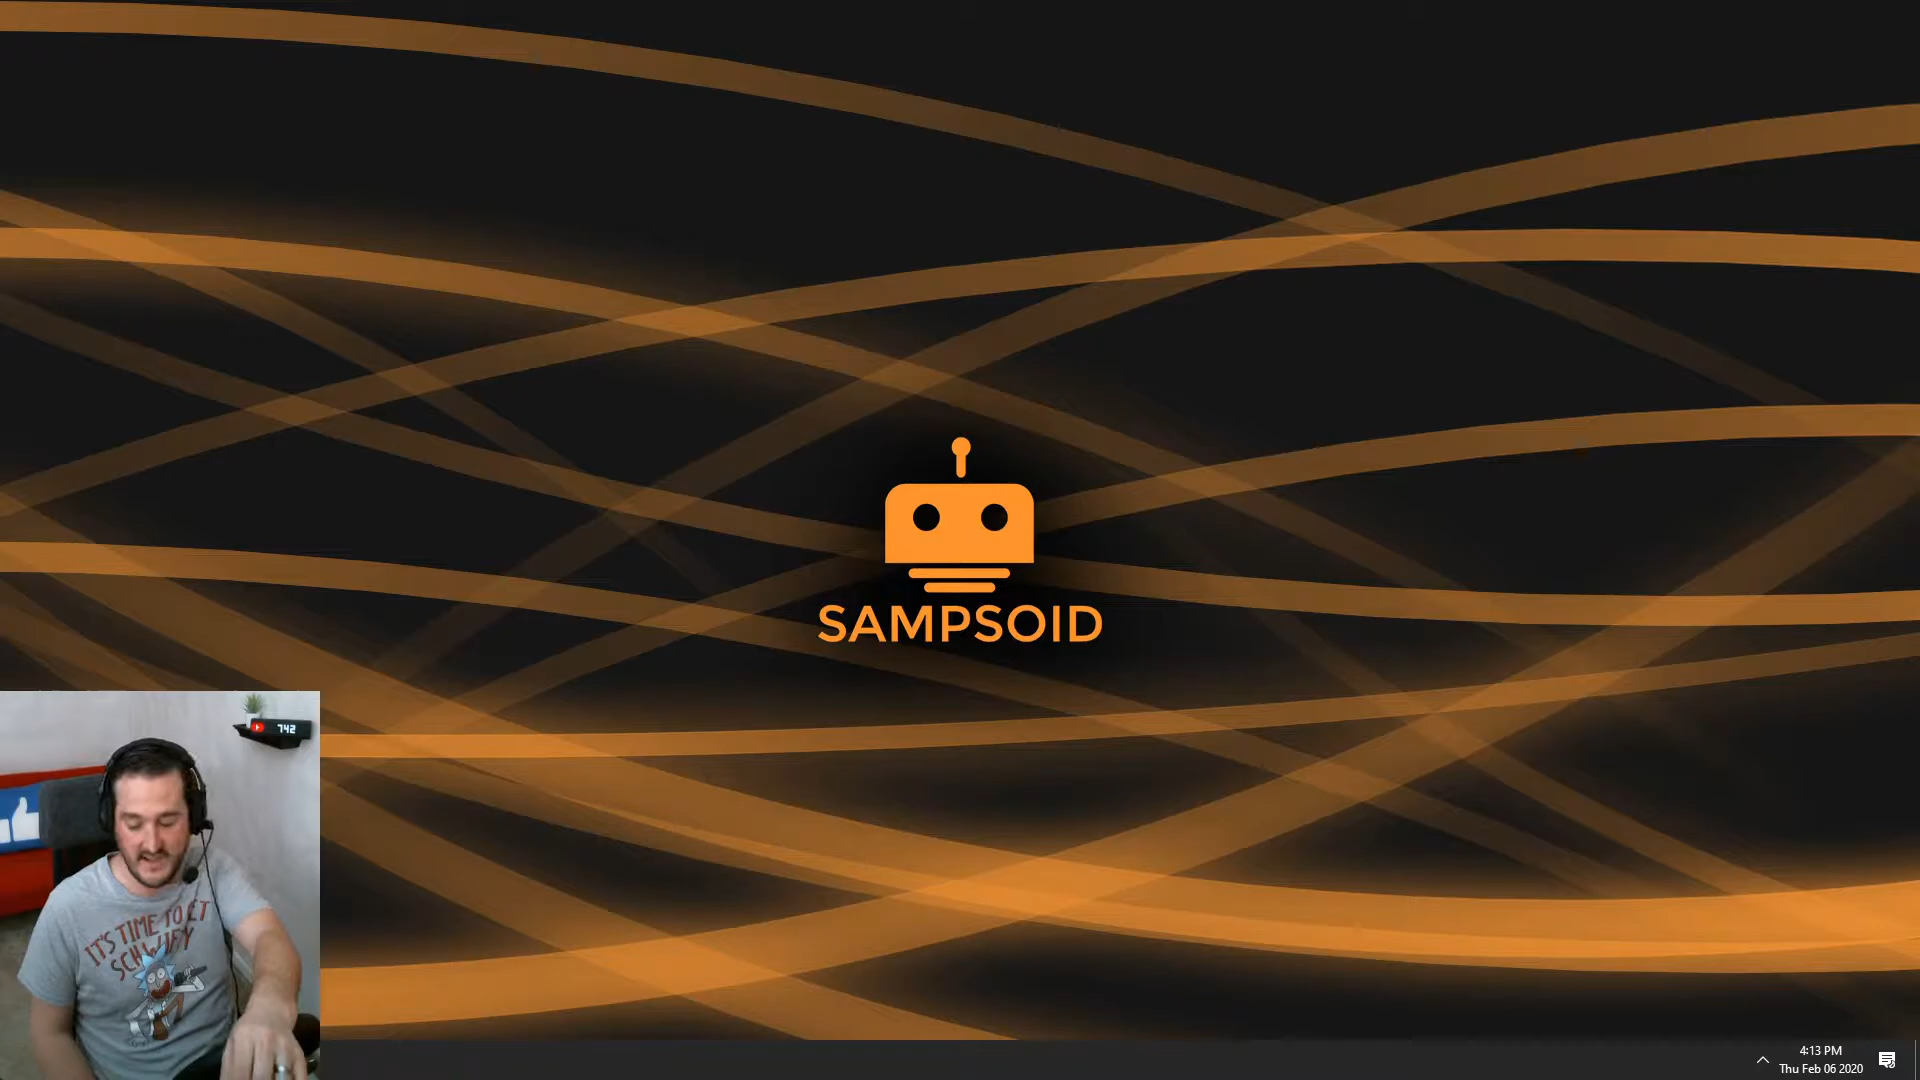 SAMPSOID
742
IT'S TIME TO GET
SCHWIFTY
4:13 PM
Thu Feb 06 2020